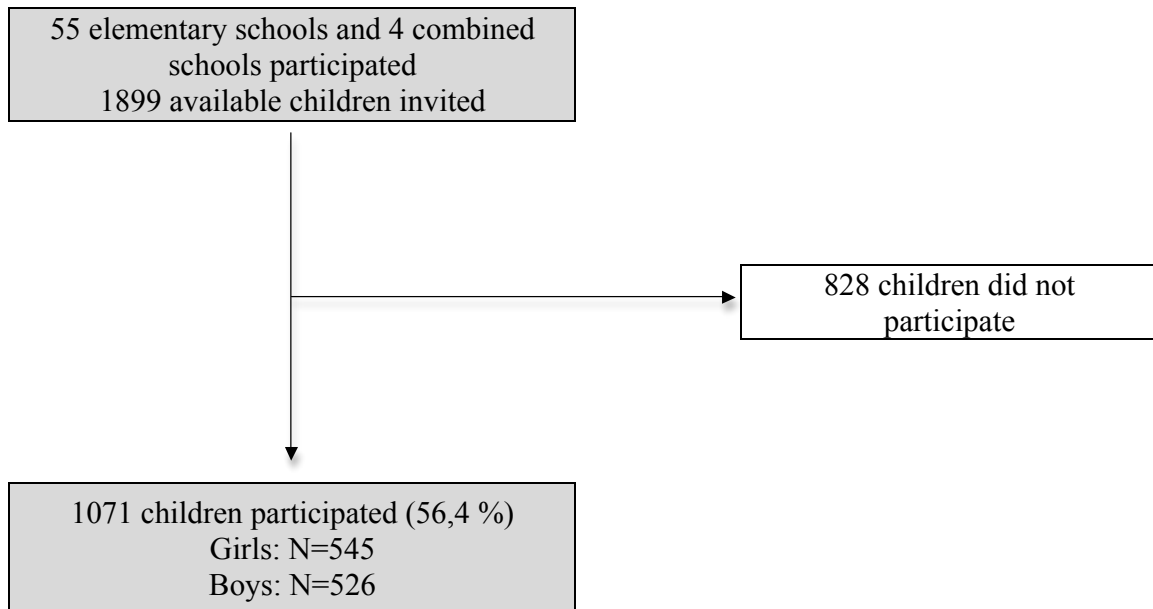 55 elementary schools and 4 combined
schools participated
1899 available children invited
828 children did not
participate
1071 children participated (56,4 %)
Girls: N=545
Boys: N=526